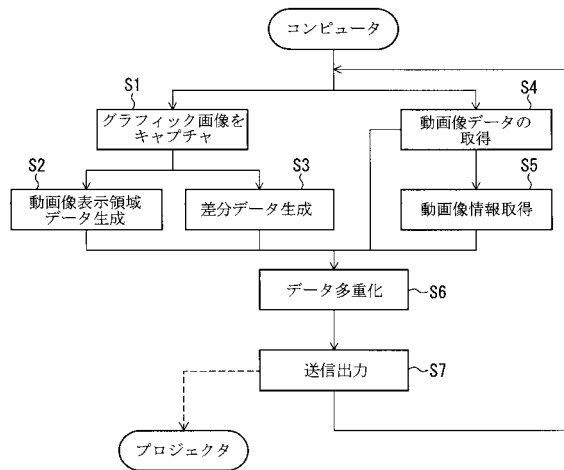 コンピュータ
S1
S4
グラフィック画像を
キャプチャ
動画像データの
取得
S2
S3
S5
動画像表示領域
データ生成
差分データ生成
動画像情報取得
データ多重化
S6
送信出力
S7
プロジェクタ